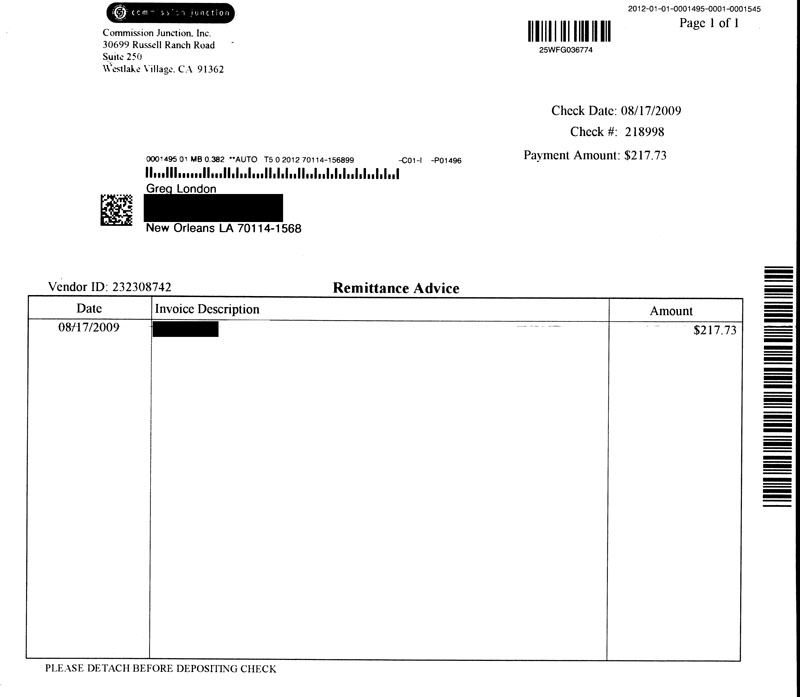 commission junction
2012-01-01-0001495-0001-0001545
Page 1 of 1
Commission Junction, Inc.
30699 Russell Ranch Road
Suite 250
Westlake Village, CA 91362
25WFG036774
Check Date: 08/17/2009
Check #: 218998
Payment Amount: $217.73
0001495 01 MB 0.382 **AUTO T5 0 2012 70114-156899 -C01-I -P01496
Greg London
New Orleans LA 70114-1568
Vendor ID: 232308742
Remittance Advice
Date Invoice Description Amount
08/17/2009 $217.73
PLEASE DETACH BEFORE DEPOSITING CHECK